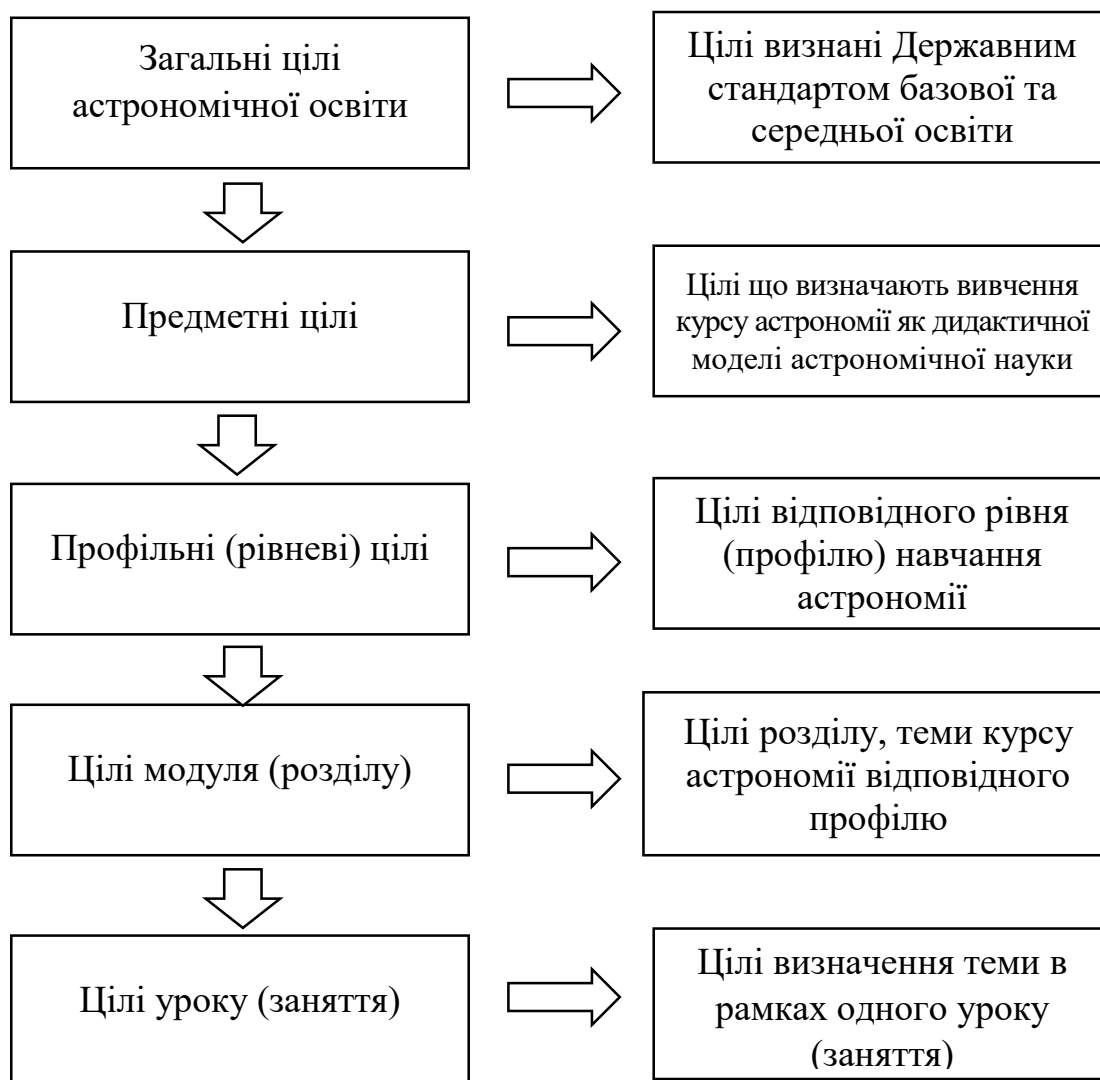 Загальні цілі
астрономічної освіти
Цілі визнані Державним
стандартом базової та
середньої освіти
Предметні цілі
Цілі що визначають вивчення
курсу астрономії як дидактичної
моделі астрономічної науки
Профільні (рівневі) цілі
Цілі відповідного рівня
(профілю) навчання
астрономії
Цілі модуля (розділу)
Цілі розділу, теми курсу
астрономії відповідного
профілю
Цілі уроку (заняття)
Цілі визначення теми в
рамках одного уроку
(заняття)